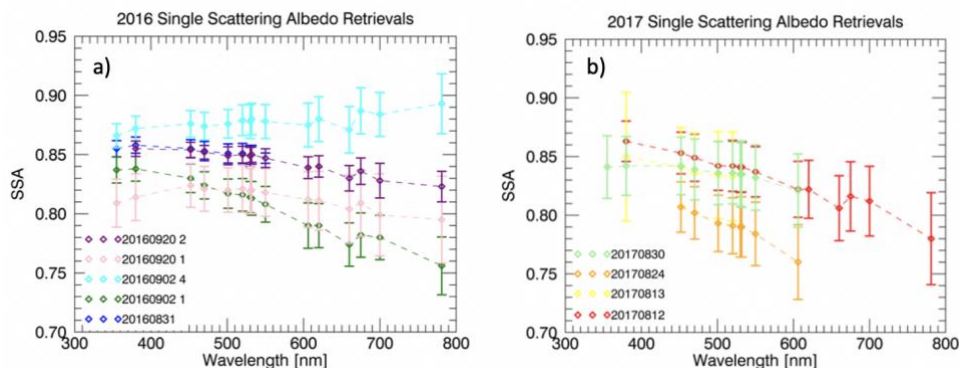 2016 Single Scattering Albedo Retrievals
a)
0.95
0.90
0.85
0.80
0.75
0.70
SSA
20160920 2
20160920 1
20160902 4
20160902 1
20160831
300 400 500 600 700 800
Wavelength [nm]
2017 Single Scattering Albedo Retrievals
b)
0.95
0.90
0.85
0.80
0.75
0.70
SSA
20170830
20170824
20170813
20170812
300 400 500 600 700 800
Wavelength [nm]